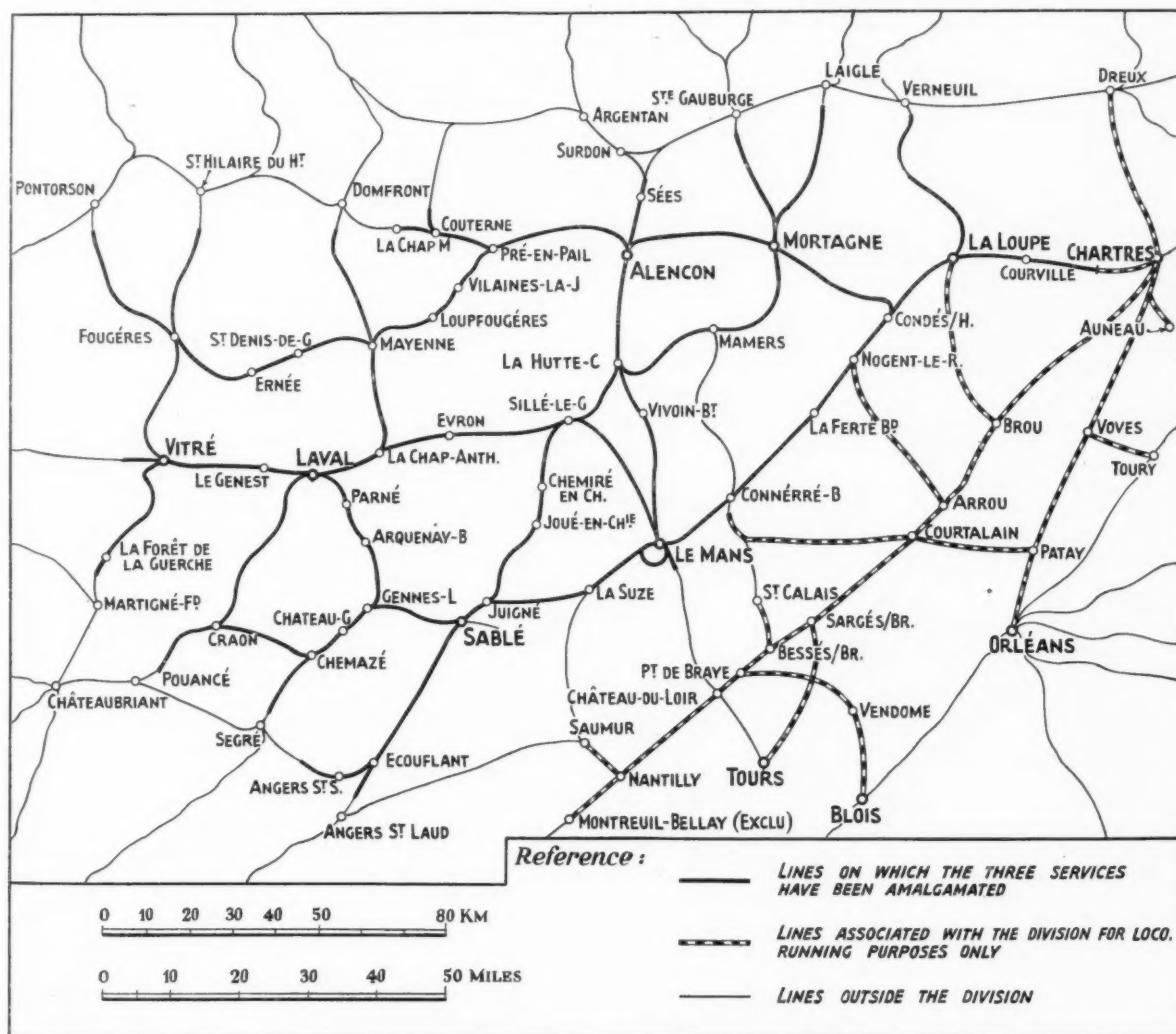 LAIGLE
VERNEUIL
DREUX
STE GAUBURGE
ARGENTAN
SURDON
ST HILAIRE DU HT
PONTORSON
DOMFRONT
SÉES
COUTERNE
LA CHAP M
PRÉ-EN-PAIL
ALENCON
MORTAGNE
LA LOUPE
CHARTRES
COURVILLE
VILAINES-LA-J
LOUPFOUGÉRES
FOUGÉRES
ST DENIS-DE-G
MAYENNE
ERNÉE
LA HUTTE-C
MAMERS
CONDÉS/H.
AUNEAU
NOGENT-LE-R.
SILLÉ-LE-G
VIVOIN-BT
EVRON
LA FERTE BD
BROU
VOVES
VITRÉ
LAVAL
LA CHAP-ANTH.
LE GENEST
TOURY
PARNÉ
CHEMIRÉ
EN CH.
CONNÉRRÉ-B
ARROU
JOUÉ-EN-CHIE
COURTALAIN
ARQUENAY-B
LE MANS
PATAY
LA FORÊT DE
LA GUERCHE
MARTIGNÉ-FD
GENNES-L
JUIGNÉ
LA SUZE
ST CALAIS
CHATEAU-G
SARGÉS/BR.
CRAON
SABLÉ
ORLÉANS
CHEMAZÉ
BESSÉS/BR.
POUANCÉ
PT DE BRAYE
CHÂTEAUBRIANT
CHÂTEAU-DU-LOIR
VENDOME
SEGRÉ
SAUMUR
ECOUFLANT
NANTILLY
TOURS
ANGERS ST S.
BLOIS
ANGERS ST LAUD
MONTREUIL-BELLAY (EXCLU)
Reference:
LINES ON WHICH THE THREE SERVICES
HAVE BEEN AMALGAMATED
0 10 20 30 40 50 80 KM
LINES ASSOCIATED WITH THE DIVISION FOR LOCO.
RUNNING PURPOSES ONLY
0 10 20 30 40 50 MILES
LINES OUTSIDE THE DIVISION